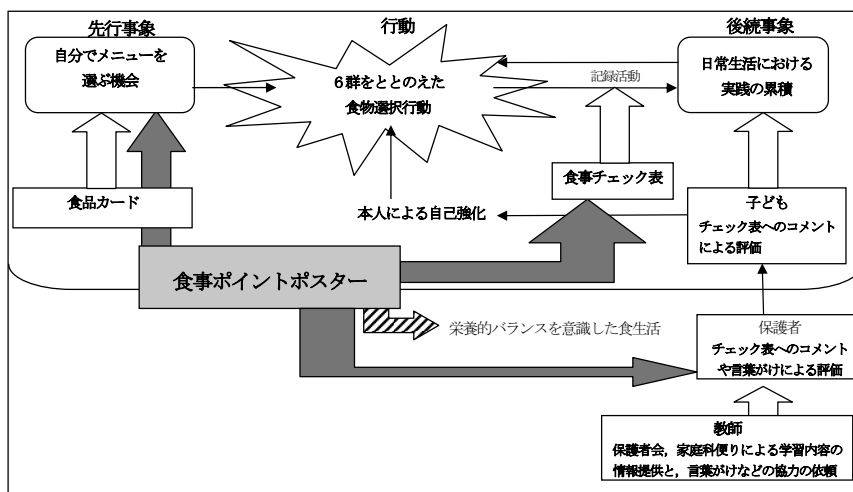 先行事象
自分でメニューを
選ぶ機会
行動
6群をととのえた
食物選択行動
後続事象
日常生活における
実践の累積
記録活動
食品カード
本人による自己強化
食事チェック表
子ども
チェック表へのコメント
による評価
食事ポイントポスター
栄養的バランスを意識した食生活
保護者
チェック表へのコメント
や言葉がけによる評価
教師
保護者会，家庭科便りによる学習内容の
情報提供と，言葉がけなどの協力の依頼